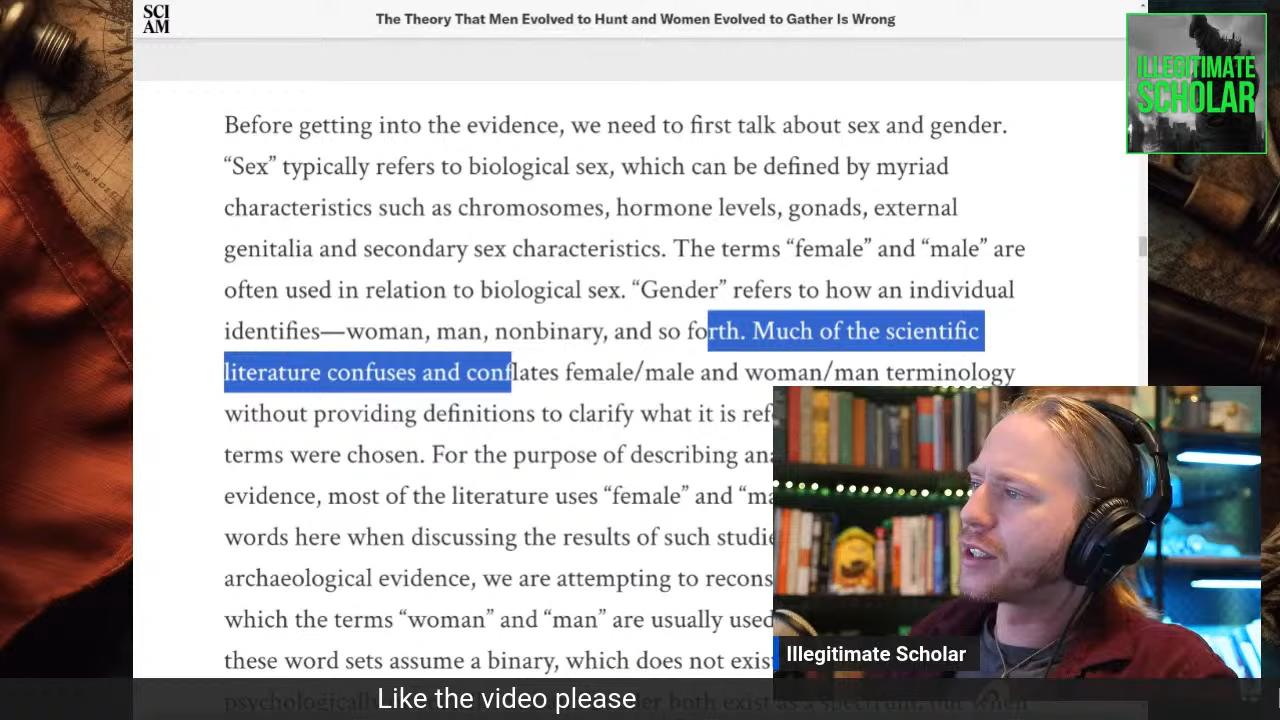 SCI
AM
The Theory That Men Evolved to Hunt and Women Evolved to Gather Is Wrong
ILLEGITIMATE
SCHOLAR
Before getting into the evidence, we need to first talk about sex and gender.
“Sex” typically refers to biological sex, which can be defined by myriad
characteristics such as chromosomes, hormone levels, gonads, external
genitalia and secondary sex characteristics. The terms “female” and “male” are
often used in relation to biological sex. “Gender” refers to how an individual
identifies—woman, man, nonbinary, and so forth. Much of the scientific
literature confuses and conflates female/male and woman/man terminology
without providing definitions to clarify what it is
terms were chosen. For the purpose of describing
evidence, most of the literature uses “female” and
words here when discussing the results of such
archaeological evidence, we are attempting to
which the terms “woman” and “man” are usually used
these word sets assume a binary, which does not
Illegitimate Scholar
Like the video please